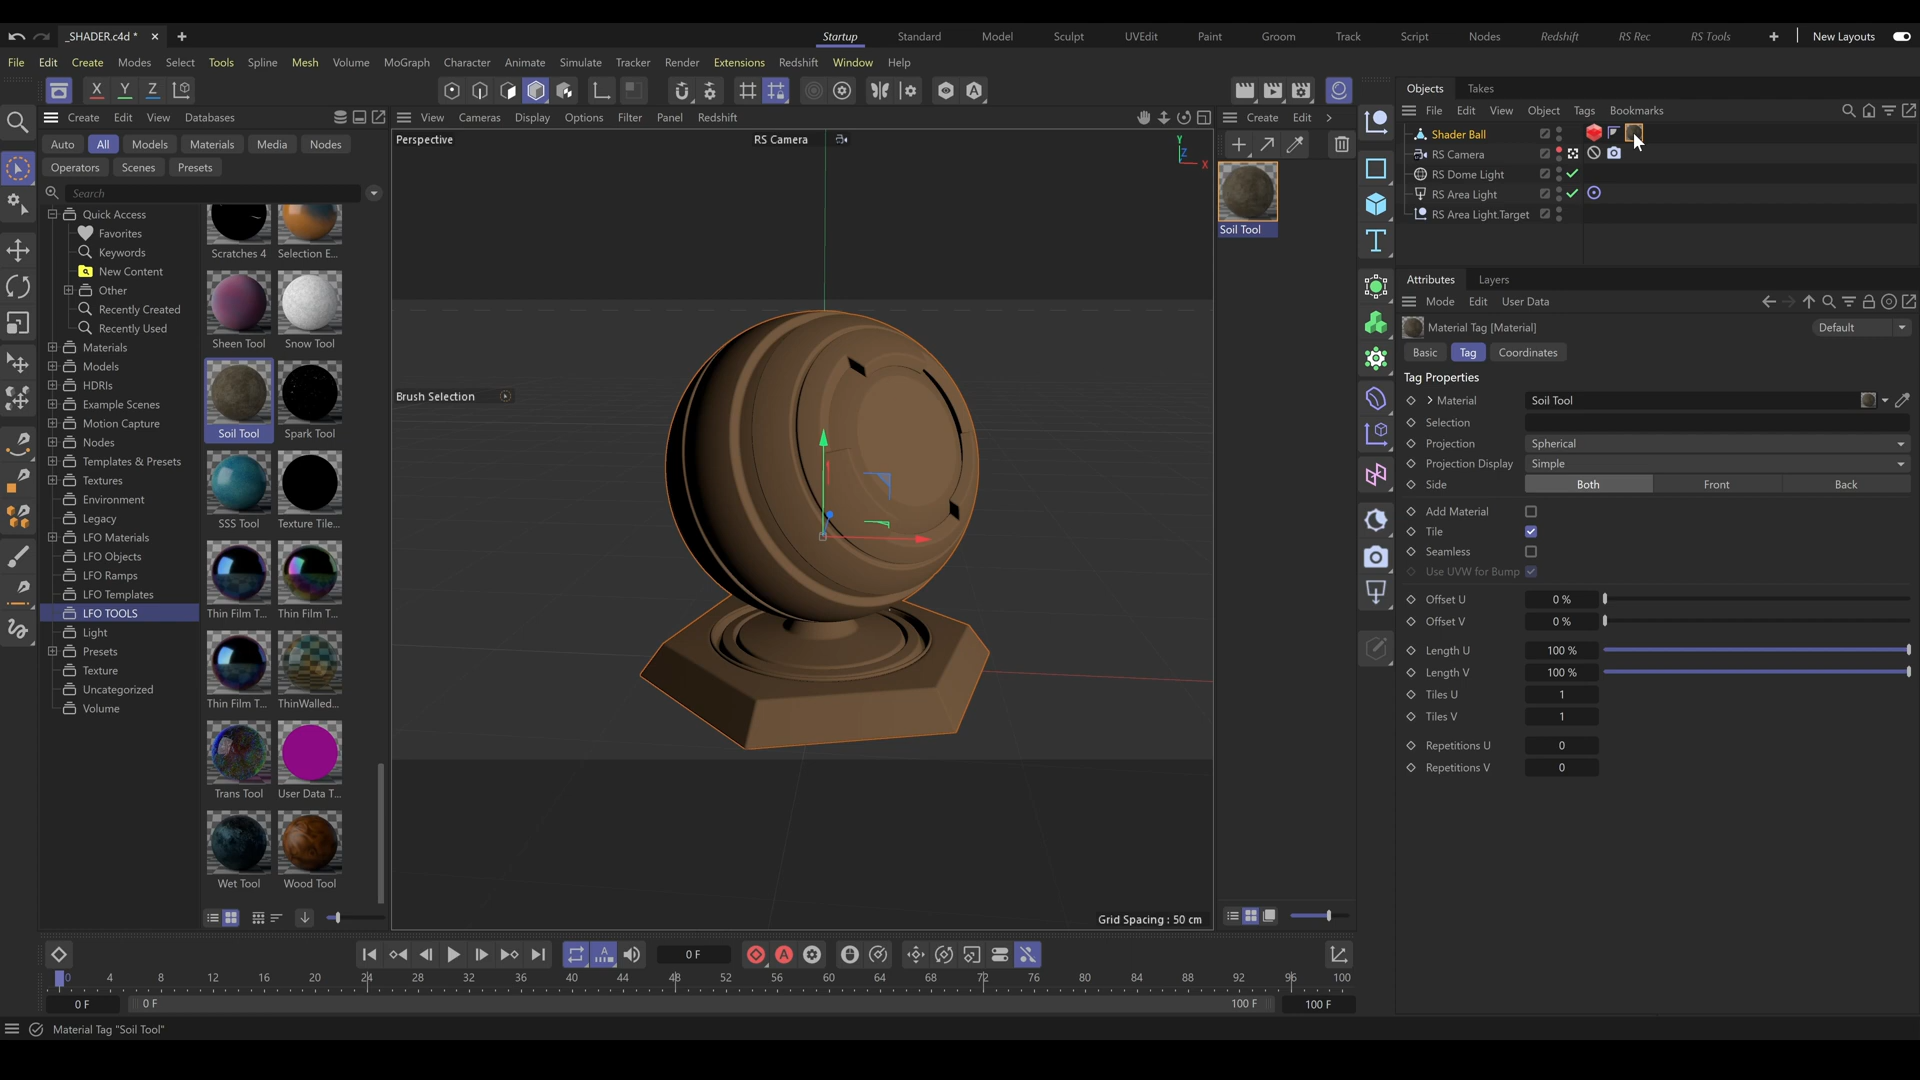 _SHADER.c4d *
Startup Standard Model Sculpt UVEdit Paint Groom Track Script Nodes Redshift RS Rec RS Tools New Layouts
File Edit Create Modes Select Tools Spline Mesh Volume MoGraph Character Animate Simulate Tracker Render Extensions Redshift Window Help
X Y Z
Create Edit View Databases
Auto All Models Materials Media Nodes
Operators Scenes Presets
Search
Quick Access
Favorites
Keywords
New Content
Other
Recently Created
Recently Used
Materials
Models
HDRIs
Example Scenes
Motion Capture
Nodes
Templates & Presets
Textures
Environment
Legacy
LFO Materials
LFO Objects
LFO Ramps
LFO Templates
LFO TOOLS
Light
Presets
Texture
Uncategorized
Volume
Scratches 4 Selection E...
Sheen Tool Snow Tool
Soil Tool Spark Tool
SSS Tool Texture Tile...
Thin Film T... Thin Film T...
Thin Film T... ThinWalled...
Trans Tool User Data T...
Wet Tool Wood Tool
View Cameras Display Options Filter Panel Redshift
Perspective
RS Camera
Y
Z
X
Brush Selection
Grid Spacing : 50 cm
Create Edit
Soil Tool
Objects Takes
File Edit View Object Tags Bookmarks
Shader Ball
RS Camera
RS Dome Light
RS Area Light
RS Area Light.Target
Attributes Layers
Mode Edit User Data
Material Tag [Material]
Default
Basic Tag Coordinates
Tag Properties
Material Soil Tool
Selection
Projection Spherical
Projection Display Simple
Side Both Front Back
Add Material
Tile
Seamless
Use UVW for Bump
Offset U 0 %
Offset V 0 %
Length U 100 %
Length V 100 %
Tiles U 1
Tiles V 1
Repetitions U 0
Repetitions V 0
0 F
0 4 8 12 16 20 24 28 32 36 40 44 48 52 56 60 64 68 72 76 80 84 88 92 96 100
0 F 0 F 100 F 100 F
Material Tag "Soil Tool"